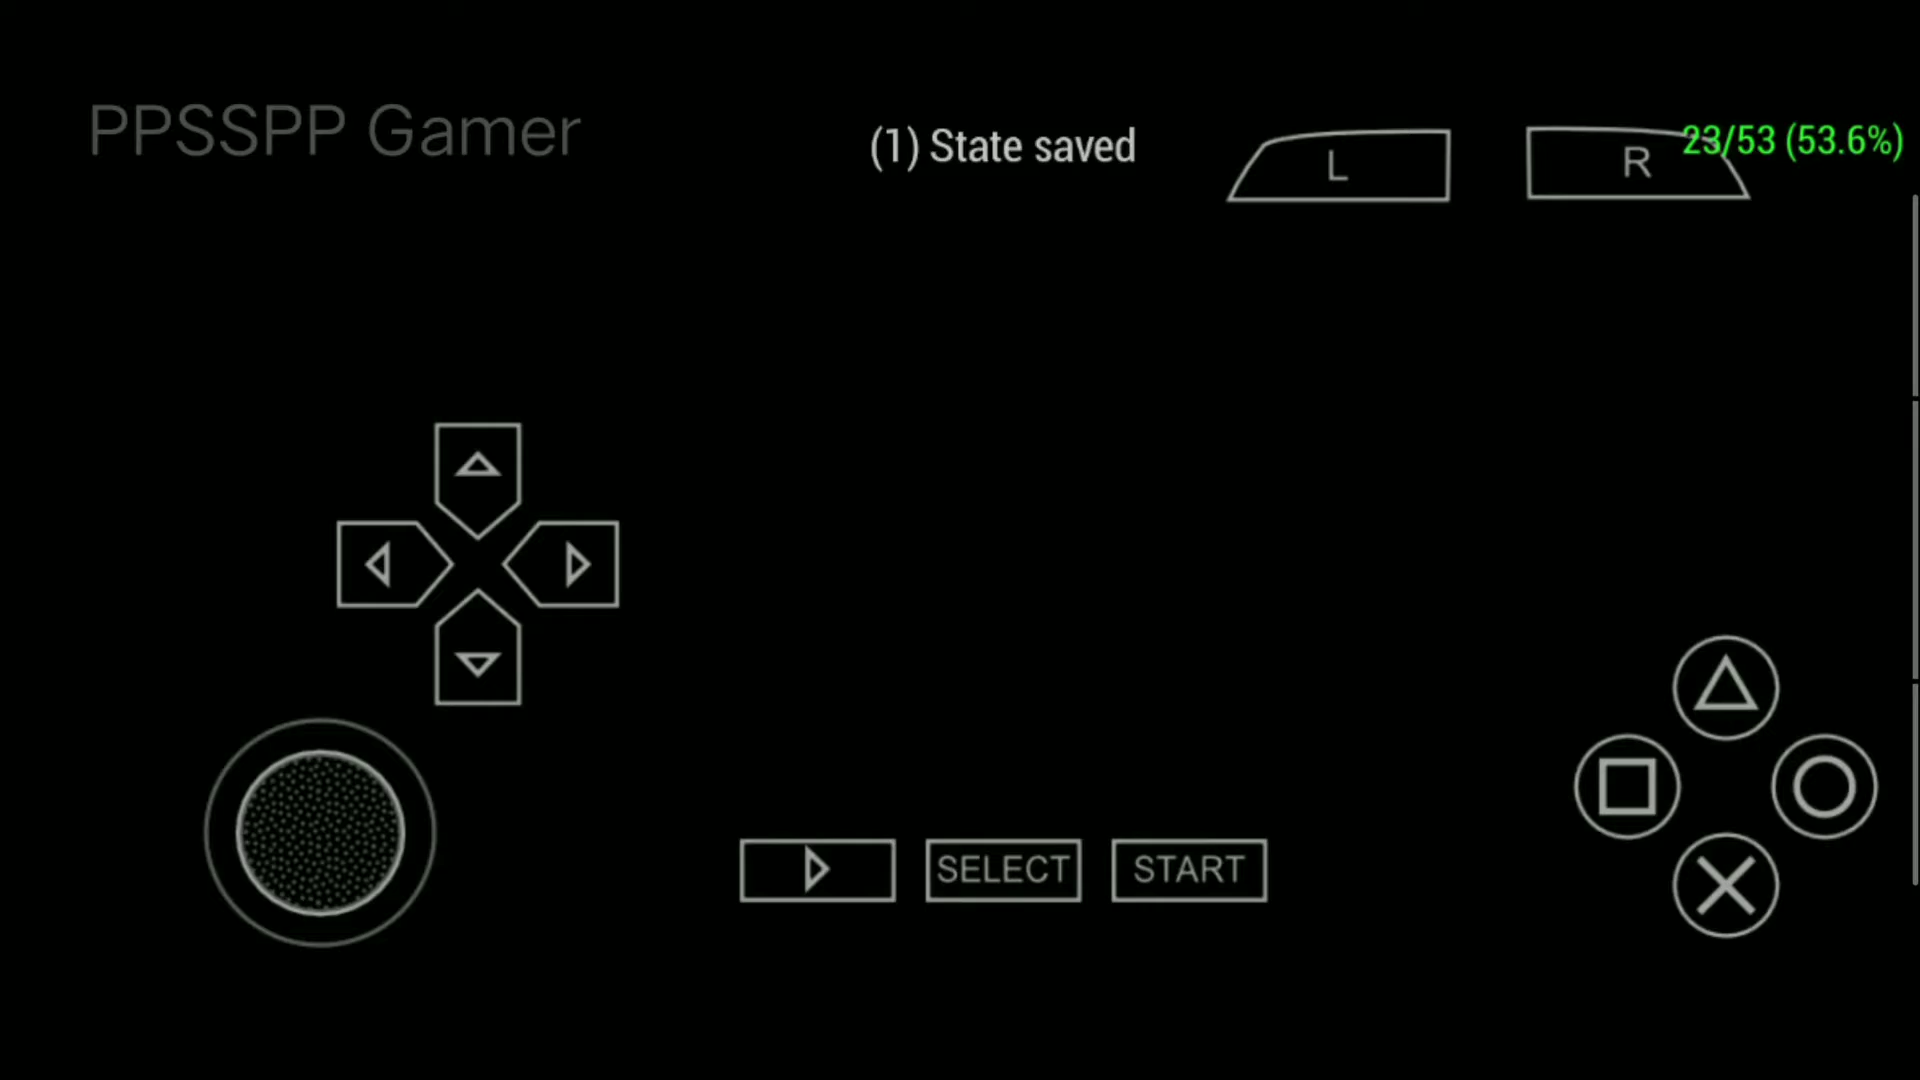 PPSSPP Gamer
(1) State saved
L
R
23/53 (53.6%)
SELECT
START